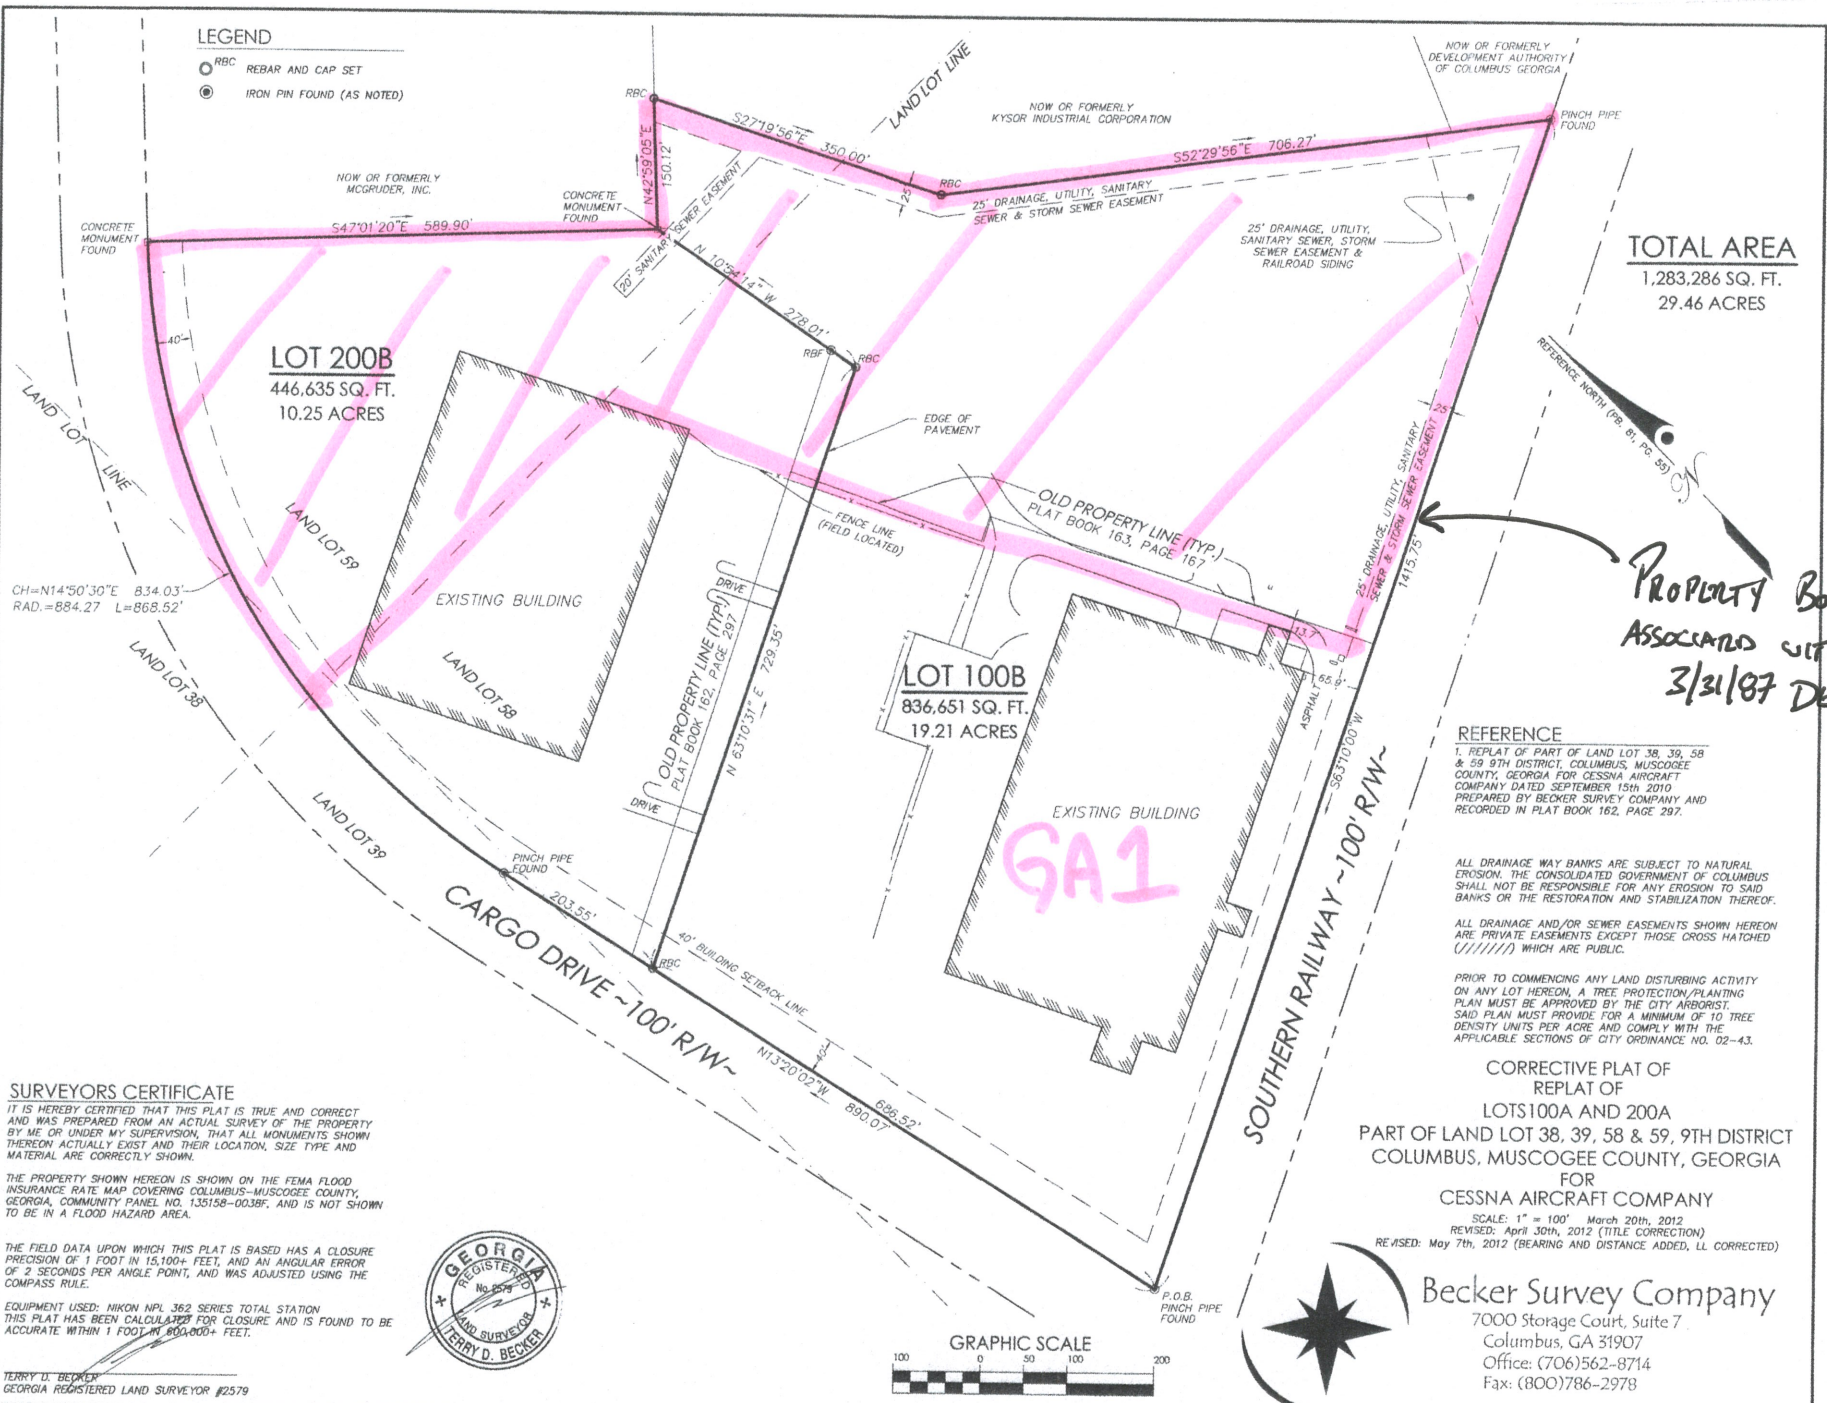 LEGEND
RBC REBAR AND CAP SET
IRON PIN FOUND (AS NOTED)
NOW OR FORMERLY
MCGRUDER, INC.
CONCRETE
MONUMENT
FOUND
S47°01'20"E 589.90'
CONCRETE
MONUMENT
FOUND
RBC
N42°59'05"E
150.12'
S27°19'56"E 350.00'
LAND LOT LINE
NOW OR FORMERLY
KYSOR INDUSTRIAL CORPORATION
NOW OR FORMERLY
DEVELOPMENT AUTHORITY
OF COLUMBUS GEORGIA
PINCH PIPE
FOUND
S52°29'56"E 706.27'
RBC
25'
25' DRAINAGE, UTILITY, SANITARY
SEWER & STORM SEWER EASEMENT
25' DRAINAGE, UTILITY,
SANITARY SEWER, STORM
SEWER EASEMENT &
RAILROAD SIDING
20' SANITARY SEWER EASEMENT
N 10°54'14" W 278.01'
RBF
RBC
TOTAL AREA
1,283,286 SQ. FT.
29.46 ACRES
REFERENCE NORTH (PB. 81, PG. 55)
N
40'
LOT 200B
446,635 SQ. FT.
10.25 ACRES
LAND LOT LINE
LAND LOT 59
EDGE OF
PAVEMENT
FENCE LINE
(FIELD LOCATED)
OLD PROPERTY LINE (TYP.)
PLAT BOOK 163, PAGE 167
25'
25' DRAINAGE, UTILITY, SANITARY
SEWER & STORM SEWER EASEMENT
1415.75'
PROPERTY
ASSOCIATED
3/31/87
CH=N14°50'30"E 834.03'
RAD.=884.27 L=868.52'
EXISTING BUILDING
LAND LOT 58
LAND LOT 38
DRIVE
OLD PROPERTY LINE (TYP.)
PLAT BOOK 162, PAGE 297
DRIVE
N 63°10'31" E 729.35'
LOT 100B
836,651 SQ. FT.
19.21 ACRES
13.7'
65.9'
ASPHALT
S63°10'00"W
EXISTING BUILDING
GA1
SOUTHERN RAILWAY ~100' R/W~
LAND LOT 39
PINCH PIPE
FOUND
203.55'
CARGO DRIVE ~100' R/W~
RBC
40' BUILDING SETBACK LINE
40'
N13°20'02"W 686.52'
890.07'
P.O.B.
PINCH PIPE
FOUND
REFERENCE
1. REPLAT OF PART OF LAND LOT 38, 39, 58
& 59 9TH DISTRICT, COLUMBUS, MUSCOGEE
COUNTY, GEORGIA FOR CESSNA AIRCRAFT
COMPANY DATED SEPTEMBER 15th 2010
PREPARED BY BECKER SURVEY COMPANY AND
RECORDED IN PLAT BOOK 162, PAGE 297.
ALL DRAINAGE WAY BANKS ARE SUBJECT TO NATURAL
EROSION. THE CONSOLIDATED GOVERNMENT OF COLUMBUS
SHALL NOT BE RESPONSIBLE FOR ANY EROSION TO SAID
BANKS OR THE RESTORATION AND STABILIZATION THEREOF.
ALL DRAINAGE AND/OR SEWER EASEMENTS SHOWN HEREON
ARE PRIVATE EASEMENTS EXCEPT THOSE CROSS HATCHED
(///////) WHICH ARE PUBLIC.
PRIOR TO COMMENCING ANY LAND DISTURBING ACTIVITY
ON ANY LOT HEREON, A TREE PROTECTION/PLANTING
PLAN MUST BE APPROVED BY THE CITY ARBORIST.
SAID PLAN MUST PROVIDE FOR A MINIMUM OF 10 TREE
DENSITY UNITS PER ACRE AND COMPLY WITH THE
APPLICABLE SECTIONS OF CITY ORDINANCE NO. 02-43.
CORRECTIVE PLAT OF
REPLAT OF
LOTS100A AND 200A
PART OF LAND LOT 38, 39, 58 & 59, 9TH DISTRICT
COLUMBUS, MUSCOGEE COUNTY, GEORGIA
FOR
CESSNA AIRCRAFT COMPANY
SCALE: 1" = 100' March 20th, 2012
REVISED: April 30th, 2012 (TITLE CORRECTION)
REVISED: May 7th, 2012 (BEARING AND DISTANCE ADDED, LL CORRECTED)
Becker Survey Company
7000 Storage Court, Suite 7
Columbus, GA 31907
Office: (706)562-8714
Fax: (800)786-2978
SURVEYORS CERTIFICATE
IT IS HEREBY CERTIFIED THAT THIS PLAT IS TRUE AND CORRECT
AND WAS PREPARED FROM AN ACTUAL SURVEY OF THE PROPERTY
BY ME OR UNDER MY SUPERVISION, THAT ALL MONUMENTS SHOWN
THEREON ACTUALLY EXIST AND THEIR LOCATION, SIZE TYPE AND
MATERIAL ARE CORRECTLY SHOWN.
THE PROPERTY SHOWN HEREON IS SHOWN ON THE FEMA FLOOD
INSURANCE RATE MAP COVERING COLUMBUS-MUSCOGEE COUNTY,
GEORGIA, COMMUNITY PANEL NO. 135158-0038F, AND IS NOT SHOWN
TO BE IN A FLOOD HAZARD AREA.
THE FIELD DATA UPON WHICH THIS PLAT IS BASED HAS A CLOSURE
PRECISION OF 1 FOOT IN 15,100+ FEET, AND AN ANGULAR ERROR
OF 2 SECONDS PER ANGLE POINT, AND WAS ADJUSTED USING THE
COMPASS RULE.
EQUIPMENT USED: NIKON NPL 362 SERIES TOTAL STATION
THIS PLAT HAS BEEN CALCULATED FOR CLOSURE AND IS FOUND TO BE
ACCURATE WITHIN 1 FOOT IN 600,000+ FEET.
TERRY D. BECKER
GEORGIA REGISTERED LAND SURVEYOR #2579
GEORGIA
REGISTERED
No. 2579
LAND SURVEYOR
TERRY D. BECKER
GRAPHIC SCALE
100 0 50 100 200